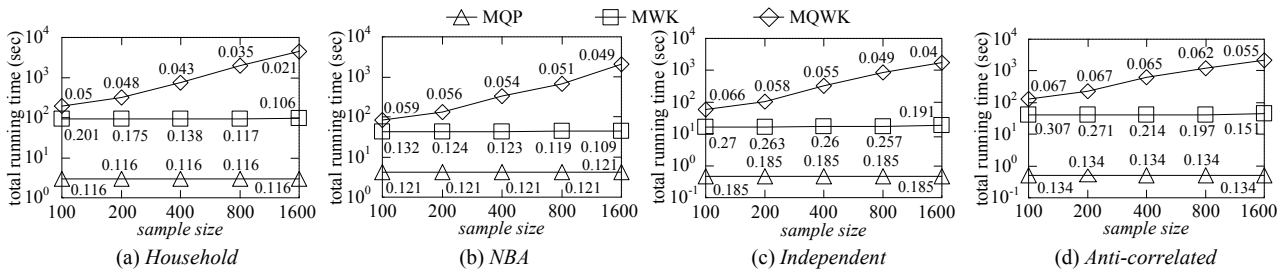 MQP MWK MQWK
total running time (sec)
10^4
10^3
10^2
10^1
10^0
0.05 0.048 0.043 0.035 0.021
0.201 0.175 0.138 0.117 0.106
0.116 0.116 0.116 0.116 0.116
100 200 400 800 1600
sample size
(a) Household
total running time (sec)
10^4
10^3
10^2
10^1
10^0
0.059 0.056 0.054 0.051 0.049
0.132 0.124 0.123 0.119 0.109
0.121 0.121 0.121 0.121 0.121
100 200 400 800 1600
sample size
(b) NBA
total running time (sec)
10^4
10^3
10^2
10^1
10^0
10^-1
0.066 0.058 0.055 0.049 0.04
0.27 0.263 0.26 0.257 0.191
0.185 0.185 0.185 0.185 0.185
100 200 400 800 1600
sample size
(c) Independent
total running time (sec)
10^4
10^3
10^2
10^1
10^0
10^-1
0.067 0.067 0.065 0.062 0.055
0.307 0.271 0.214 0.197 0.151
0.134 0.134 0.134 0.134 0.134
100 200 400 800 1600
sample size
(d) Anti-correlated